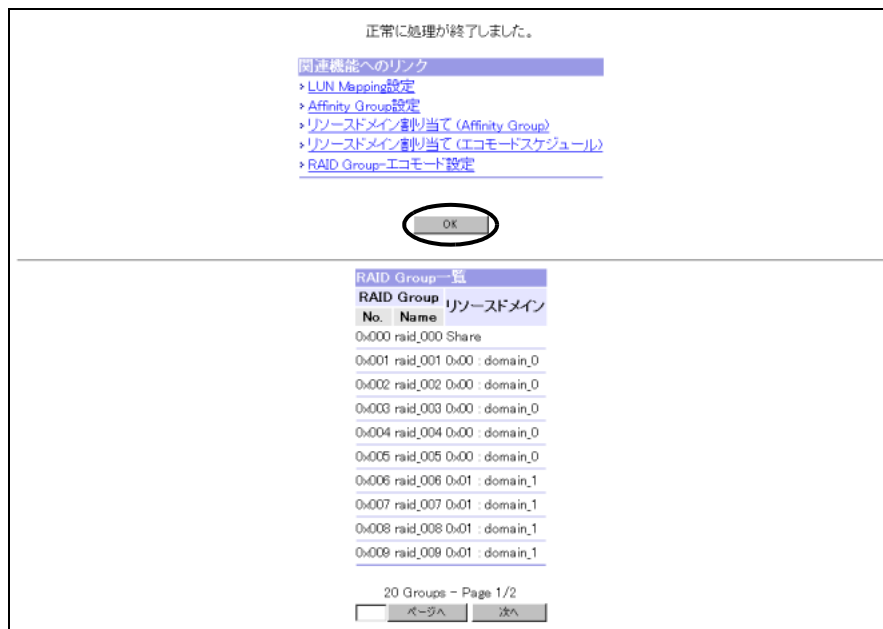 正常に処理が終了しました。
関連機能へのリンク
LUN Mapping設定
Affinity Group設定
リソースドメイン割り当て (Affinity Group)
リソースドメイン割り当て (エコモードスケジュール)
RAID Group-エコモード設定
OK
RAID Group一覧
RAID Group リソースドメイン
No. Name
0x000 raid_000 Share
0x001 raid_001 0x00 : domain_0
0x002 raid_002 0x00 : domain_0
0x003 raid_003 0x00 : domain_0
0x004 raid_004 0x00 : domain_0
0x005 raid_005 0x00 : domain_0
0x006 raid_006 0x01 : domain_1
0x007 raid_007 0x01 : domain_1
0x008 raid_008 0x01 : domain_1
0x009 raid_009 0x01 : domain_1
20 Groups - Page 1/2
ページへ 次へ